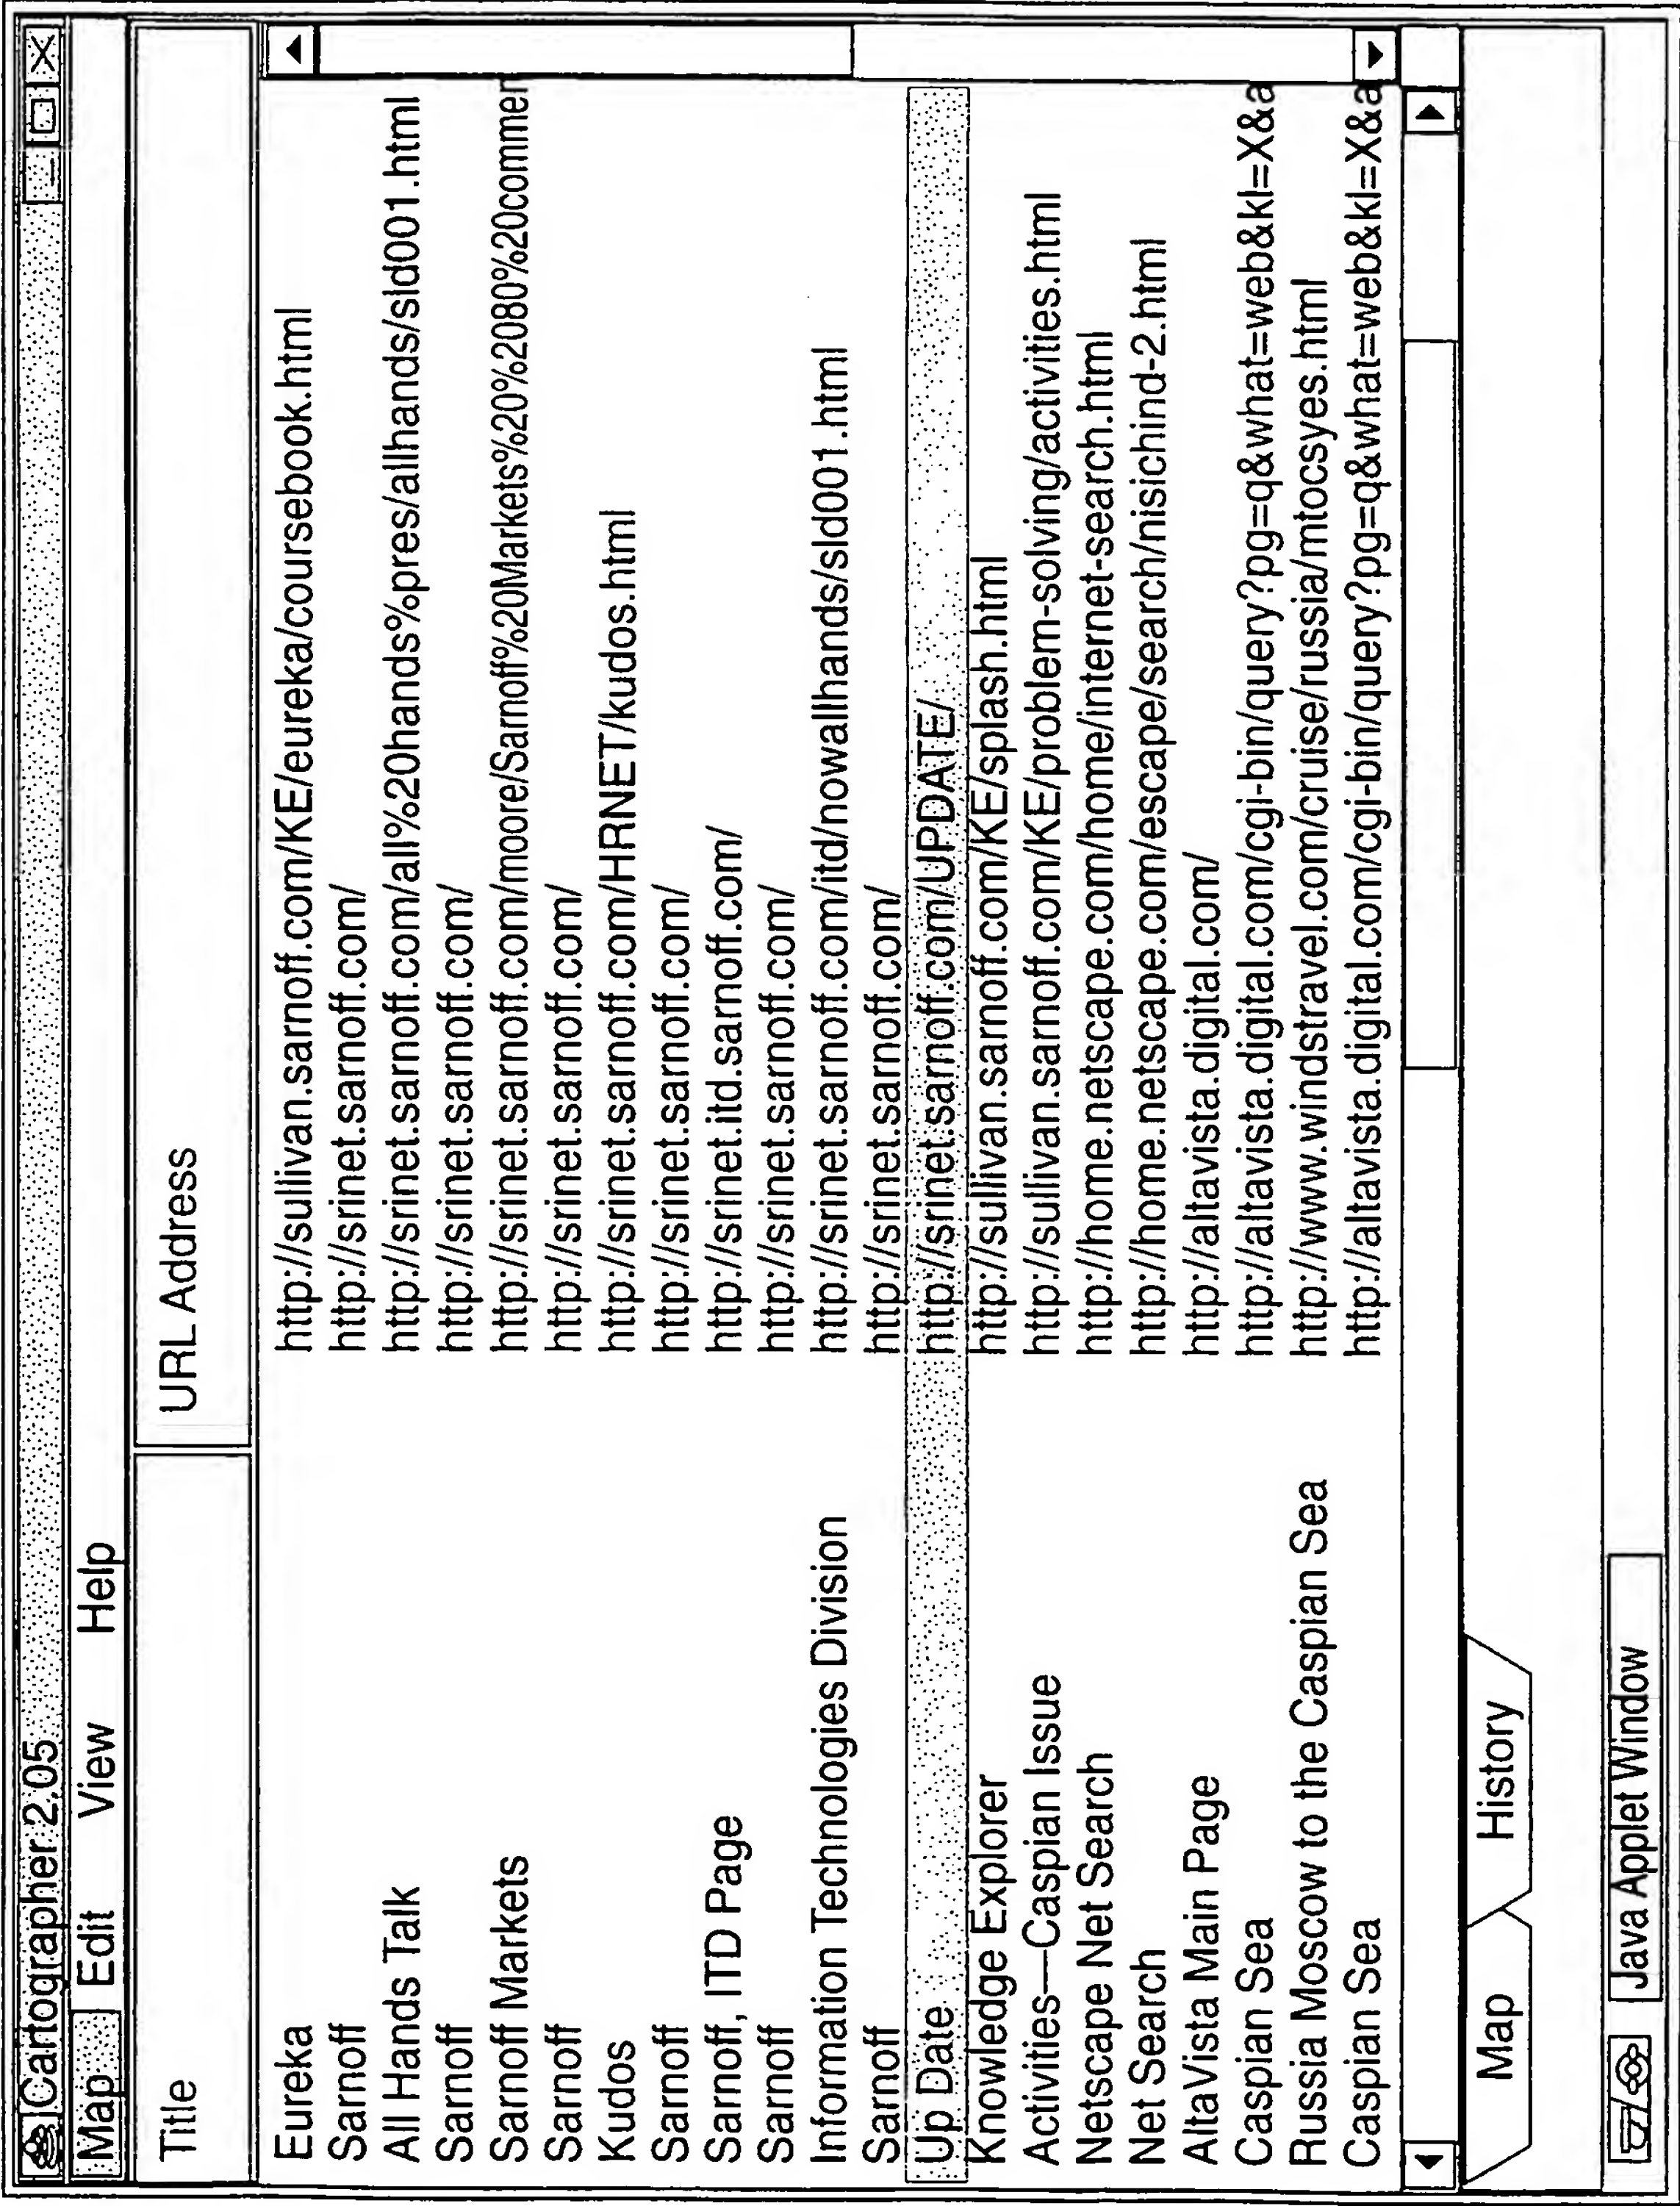 Cartographer 2.05
Map Edit View Help
Title URL Address
Eureka http://sullivan.sarnoff.com/KE/eureka/coursebook.html
Sarnoff http://srinet.sarnoff.com/
All Hands Talk http://srinet.sarnoff.com/all%20hands%pres/allhands/sld001.html
Sarnoff http://srinet.sarnoff.com/
Sarnoff Markets http://srinet.sarnoff.com/moore/Sarnoff%20Markets%20%2080%20commer
Sarnoff http://srinet.sarnoff.com/
Kudos http://srinet.sarnoff.com/HRNET/kudos.html
Sarnoff http://srinet.sarnoff.com/
Sarnoff, ITD Page http://srinet.itd.sarnoff.com/
Sarnoff http://srinet.sarnoff.com/
Information Technologies Division http://srinet.sarnoff.com/itd/nowallhands/sld001.html
Sarnoff http://srinet.sarnoff.com/
Up Date http://srinet.sarnoff.com/UPDATE/
Knowledge Explorer http://sullivan.sarnoff.com/KE/splash.html
Activities—Caspian Issue http://sullivan.sarnoff.com/KE/problem-solving/activities.html
Netscape Net Search http://home.netscape.com/home/internet-search.html
Net Search http://home.netscape.com/escape/search/nisichind-2.html
AltaVista Main Page http://altavista.digital.com/
Caspian Sea http://altavista.digital.com/cgi-bin/query?pg=q&what=web&kl=X&a
Russia Moscow to the Caspian Sea http://www.windstravel.com/cruise/russia/mtocsyes.html
Caspian Sea http://altavista.digital.com/cgi-bin/query?pg=q&what=web&kl=X&a
Map History
Java Applet Window